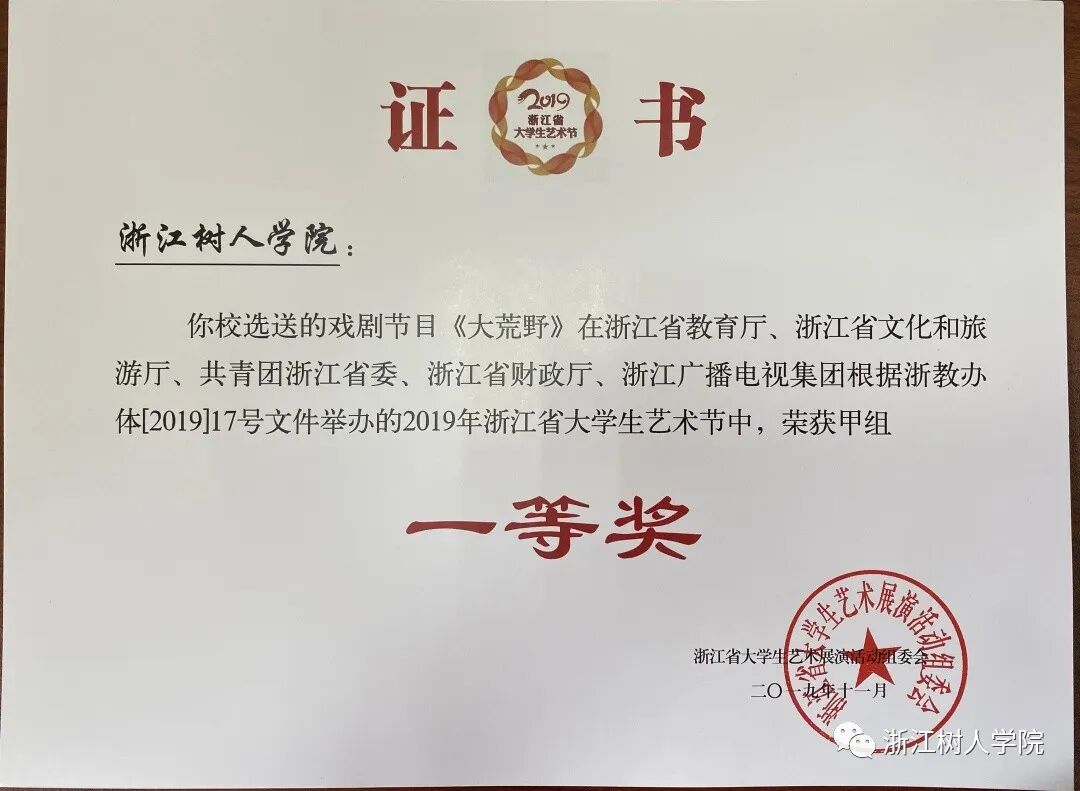 证 书
2019
浙江省
大学生艺术节
浙江树人学院：
你校选送的戏剧节目《大荒野》在浙江省教育厅、浙江省文化和旅
游厅、共青团浙江省委、浙江省财政厅、浙江广播电视集团根据浙教办
体[2019]17号文件举办的2019年浙江省大学生艺术节中，荣获甲组
一等奖
浙江省大学生艺术展演活动组委会
二〇一九年十一月
浙江省大学生艺术展演活动组委会
浙江树人学院